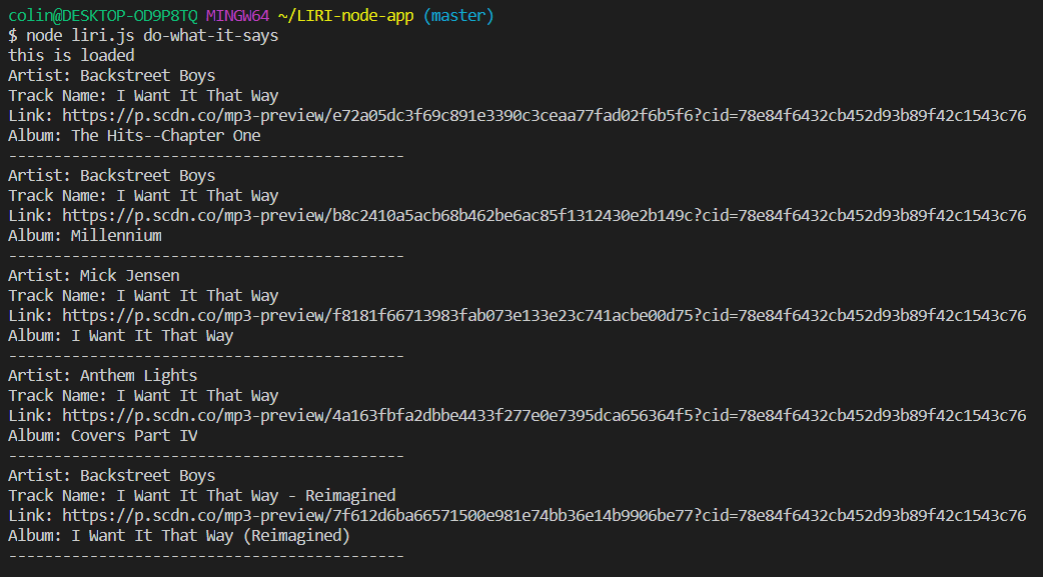 colin@DESKTOP-OD9P8TQ MINGW64 ~/LIRI-node-app (master)
$ node liri.js do-what-it-says
this is loaded
Artist: Backstreet Boys
Track Name: I Want It That Way
Link: https://p.scdn.co/mp3-preview/e72a05dc3f69c891e3390c3ceaa77fad02f6b5f6?cid=78e84f6432cb452d93b89f42c1543c76
Album: The Hits--Chapter One
--------------------------------------------
Artist: Backstreet Boys
Track Name: I Want It That Way
Link: https://p.scdn.co/mp3-preview/b8c2410a5acb68b462be6ac85f1312430e2b149c?cid=78e84f6432cb452d93b89f42c1543c76
Album: Millennium
--------------------------------------------
Artist: Mick Jensen
Track Name: I Want It That Way
Link: https://p.scdn.co/mp3-preview/f8181f66713983fab073e133e23c741acbe00d75?cid=78e84f6432cb452d93b89f42c1543c76
Album: I Want It That Way
--------------------------------------------
Artist: Anthem Lights
Track Name: I Want It That Way
Link: https://p.scdn.co/mp3-preview/4a163fbfa2dbbe4433f277e0e7395dca656364f5?cid=78e84f6432cb452d93b89f42c1543c76
Album: Covers Part IV
--------------------------------------------
Artist: Backstreet Boys
Track Name: I Want It That Way - Reimagined
Link: https://p.scdn.co/mp3-preview/7f612d6ba66571500e981e74bb36e14b9906be77?cid=78e84f6432cb452d93b89f42c1543c76
Album: I Want It That Way (Reimagined)
--------------------------------------------